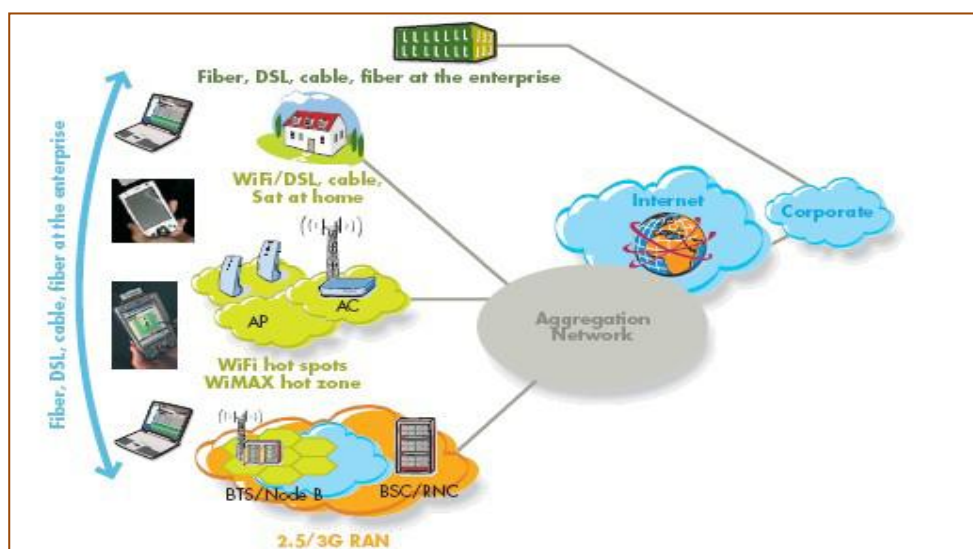 Fiber, DSL, cable, fiber at the enterprise
Fiber, DSL, cable, fiber at the enterprise
WiFi/DSL, cable,
Sat at home
Internet
Corporate
AP
AC
Aggregation
Network
WiFi hot spots
WiMAX hot zone
BTS/Node B
BSC/RNC
2.5/3G RAN